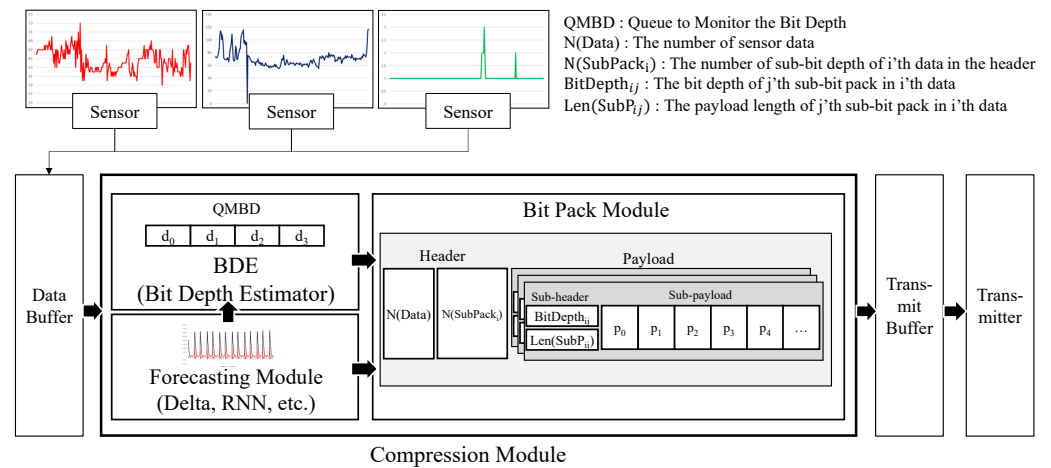 QMBD : Queue to Monitor the Bit Depth
N(Data) : The number of sensor data
N(SubPackᵢ) : The number of sub-bit depth of i'th data in the header
BitDepthᵢⱼ : The bit depth of j'th sub-bit pack in i'th data
Len(SubPᵢⱼ) : The payload length of j'th sub-bit pack in i'th data
Sensor
Sensor
Sensor
Data
Buffer
QMBD
d₀ d₁ d₂ d₃
BDE
(Bit Depth Estimator)
Forecasting Module
(Delta, RNN, etc.)
Bit Pack Module
Header
Payload
N(Data)
N(SubPackᵢ)
Sub-header
BitDepthᵢⱼ
Len(SubPᵢⱼ)
Sub-payload
p₀ p₁ p₂ p₃ p₄ …
Trans-
mit
Buffer
Trans-
mitter
Compression Module